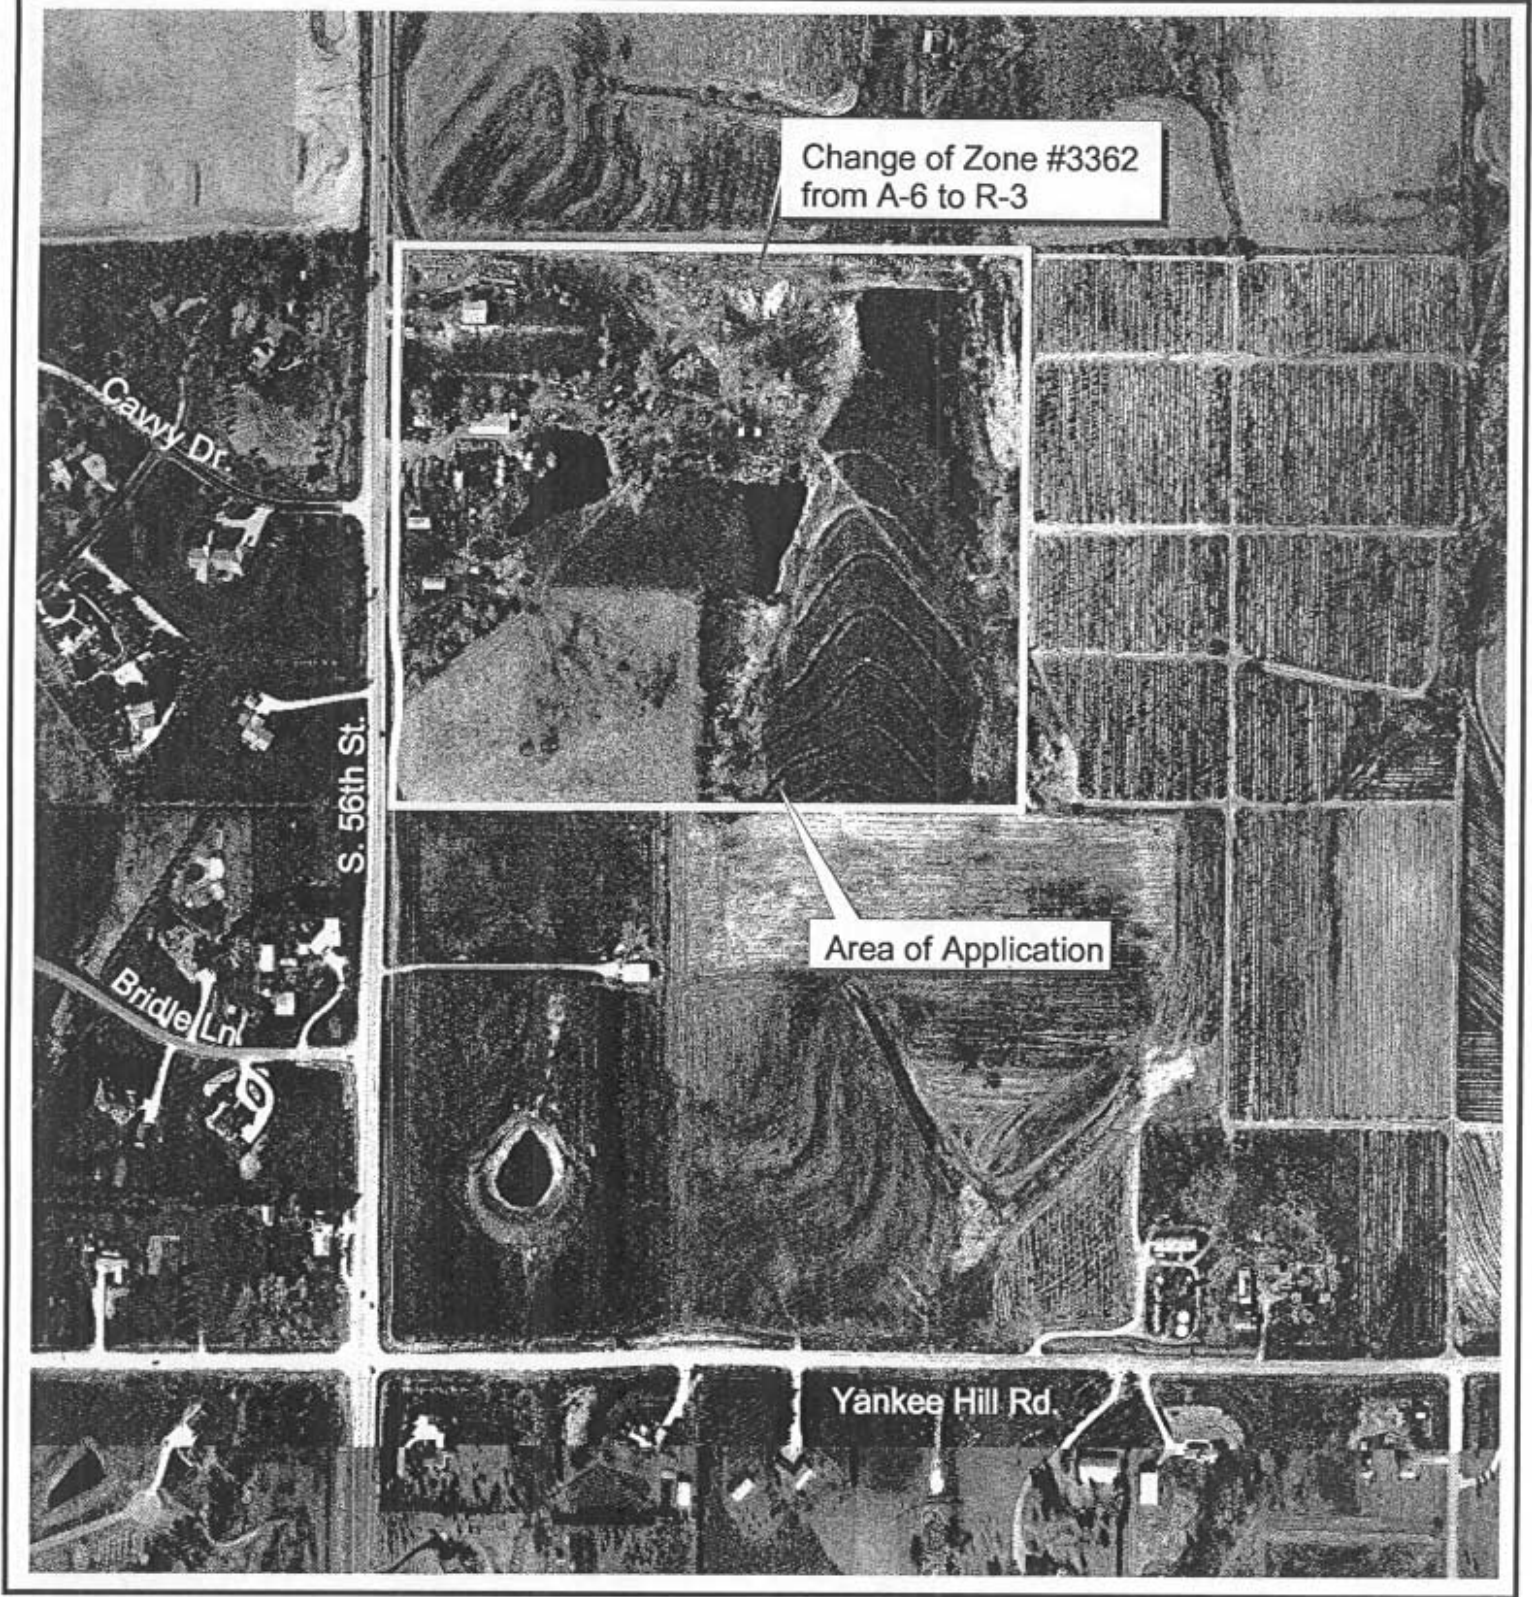 Change of Zone #3362
from A-6 to R-3
Cavvy Dr.
S. 56th St.
Area of Application
Bridle Ln.
Yankee Hill Rd.